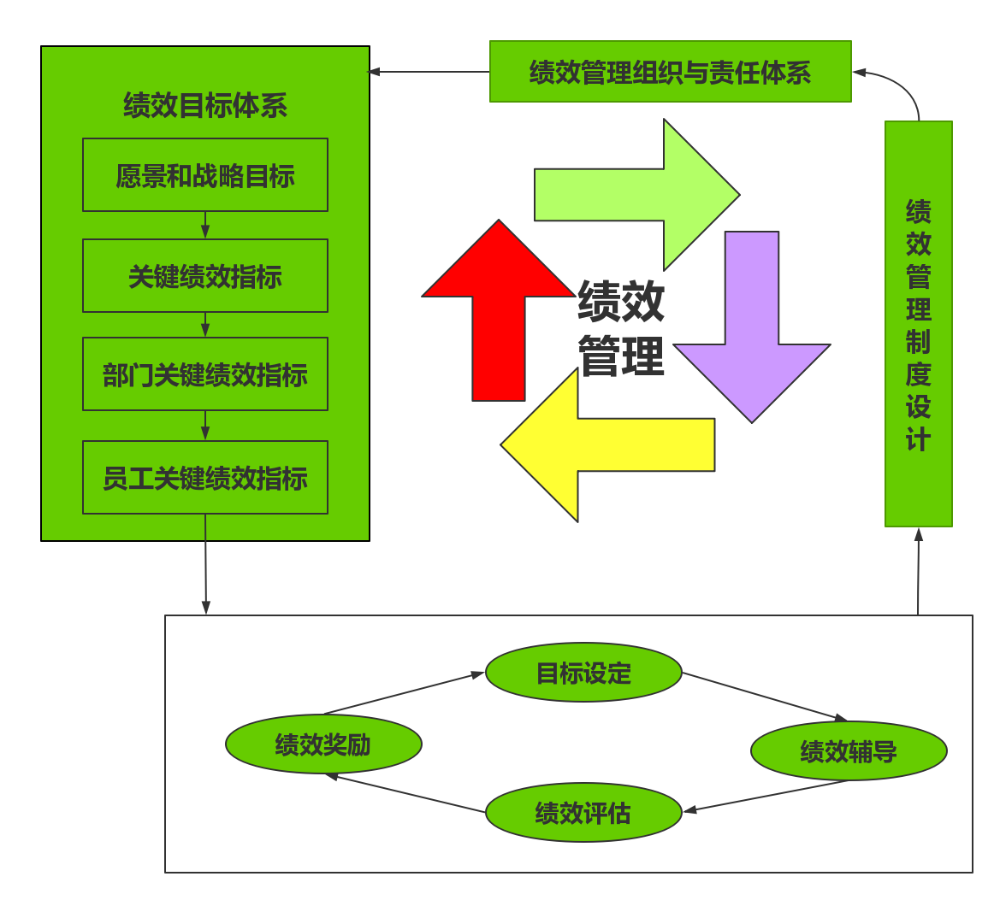 绩效目标体系
愿景和战略目标
关键绩效指标
部门关键绩效指标
员工关键绩效指标
绩效管理组织与责任体系
绩效
管理
绩
效
管
理
制
度
设
计
目标设定
绩效奖励
绩效辅导
绩效评估